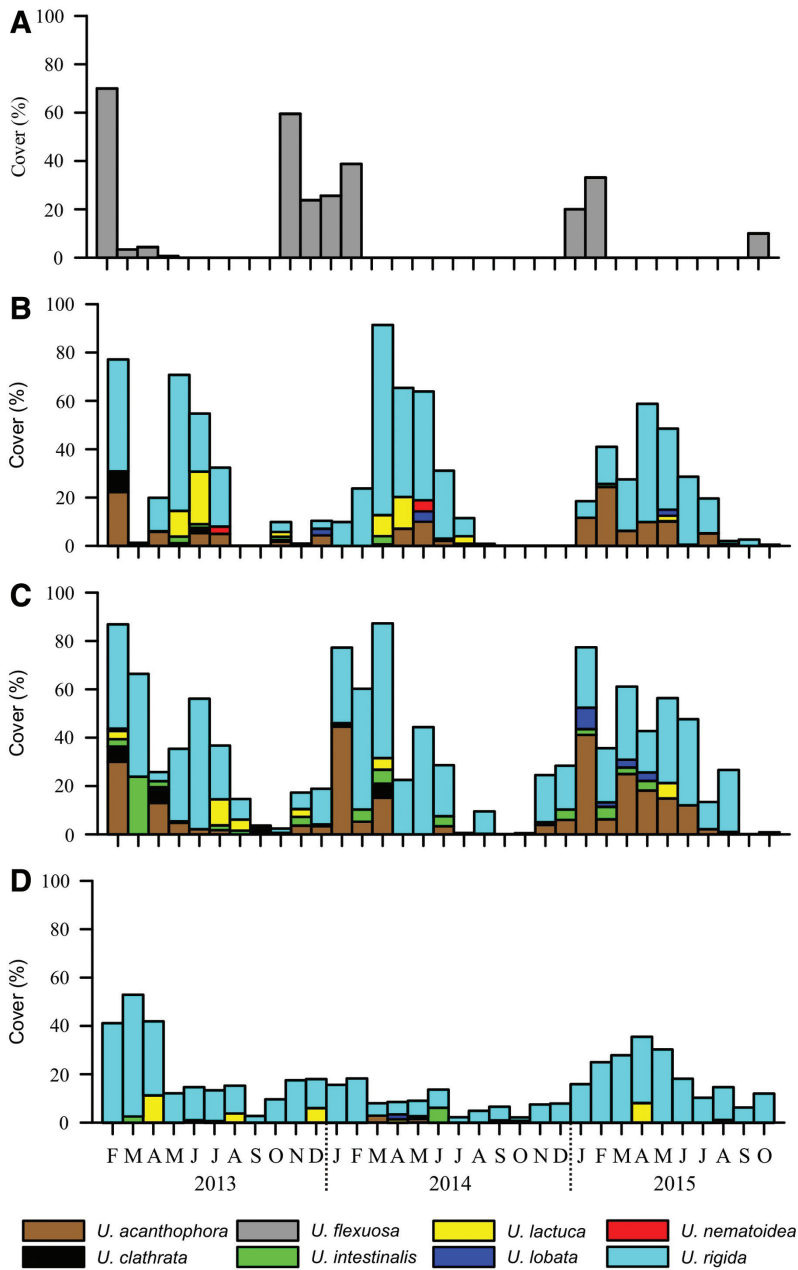 A
100
80
60
40
20
0
Cover (%)
B
100
80
60
40
20
0
Cover (%)
C
100
80
60
40
20
0
Cover (%)
D
100
80
60
40
20
0
Cover (%)
F M A M J J A S O N D J F M A M J J A S O N D J F M A M J J A S O
2013 2014 2015
U. acanthophora U. flexuosa U. lactuca U. nematoidea
U. clathrata U. intestinalis U. lobata U. rigida